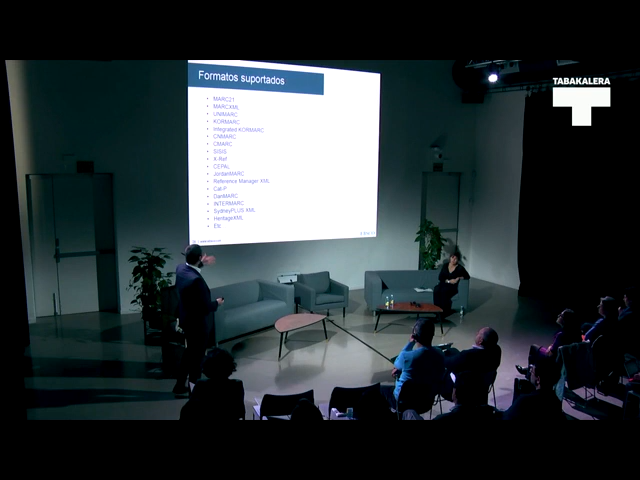 TABAKALERA
Formatos suportados
• MARC21
• MARCXML
• UNIMARC
• KORMARC
• Integrated KORMARC
• CNMARC
• CMARC
• SISIS
• X-Ref
• CEPAL
• JordanMARC
• Reference Manager XML
• Cat-P
• DanMARC
• INTERMARC
• SydneyPLUS XML
• HeritageXML
• Etc